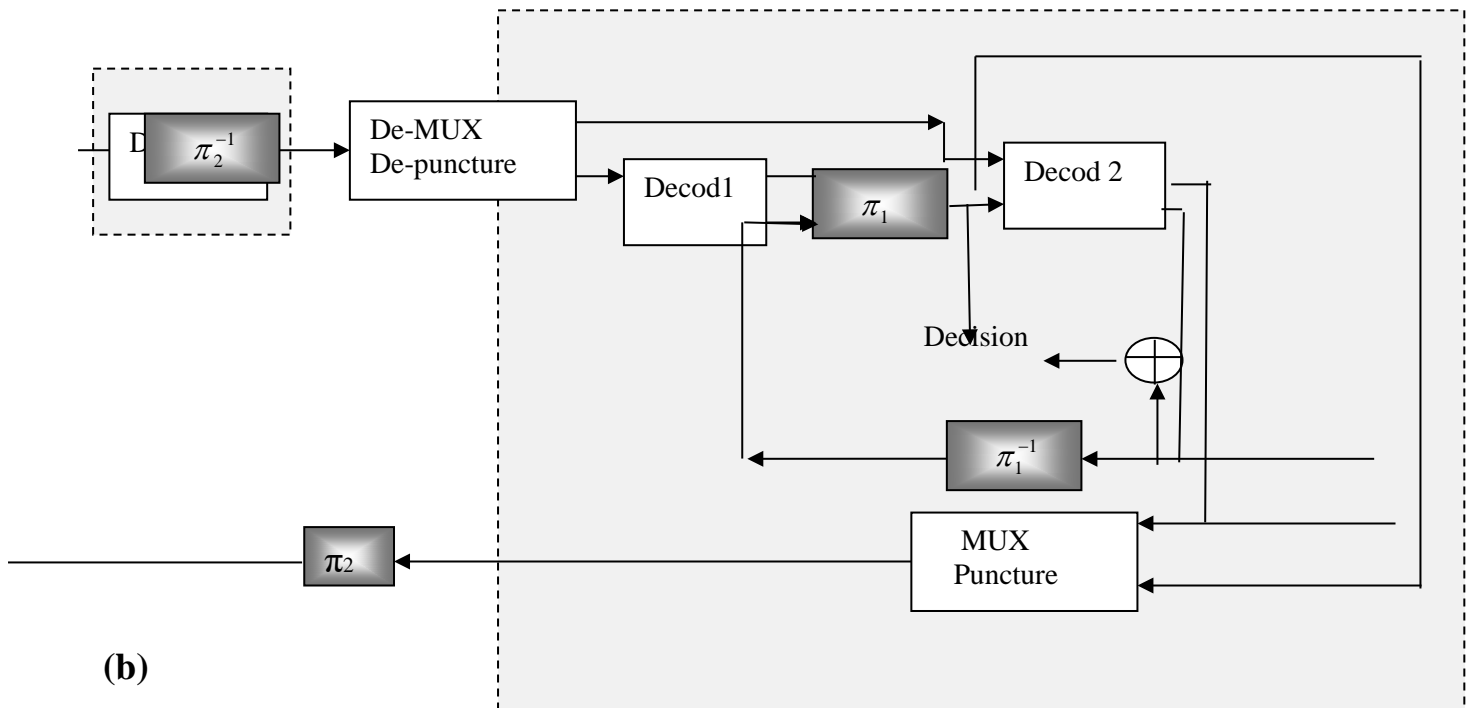 π₂⁻¹
De-MUX
De-puncture
Decod1
π₁
Decod 2
Decision
π₁⁻¹
MUX
Puncture
π2
(b)